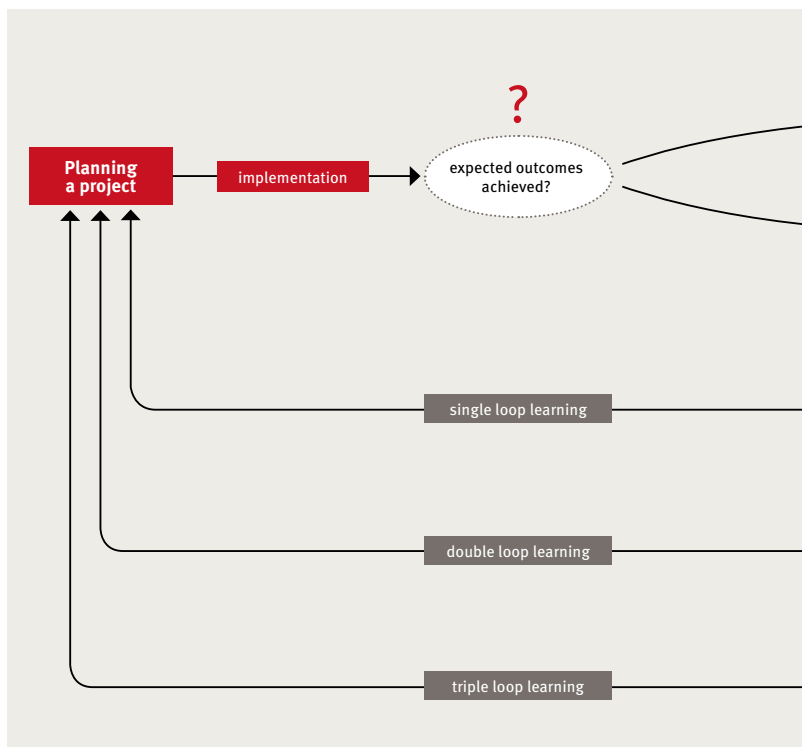 ?
Planning
a project
implementation
expected outcomes
achieved?
single loop learning
double loop learning
triple loop learning